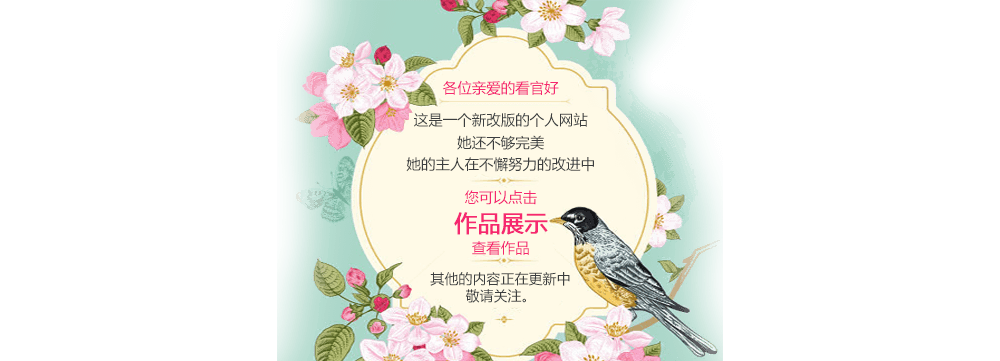 各位亲爱的看官好
这是一个新改版的个人网站
她还不够完美
她的主人在不懈努力的改进中
您可以点击
作品展示
查看作品
其他的内容正在更新中
敬请关注。